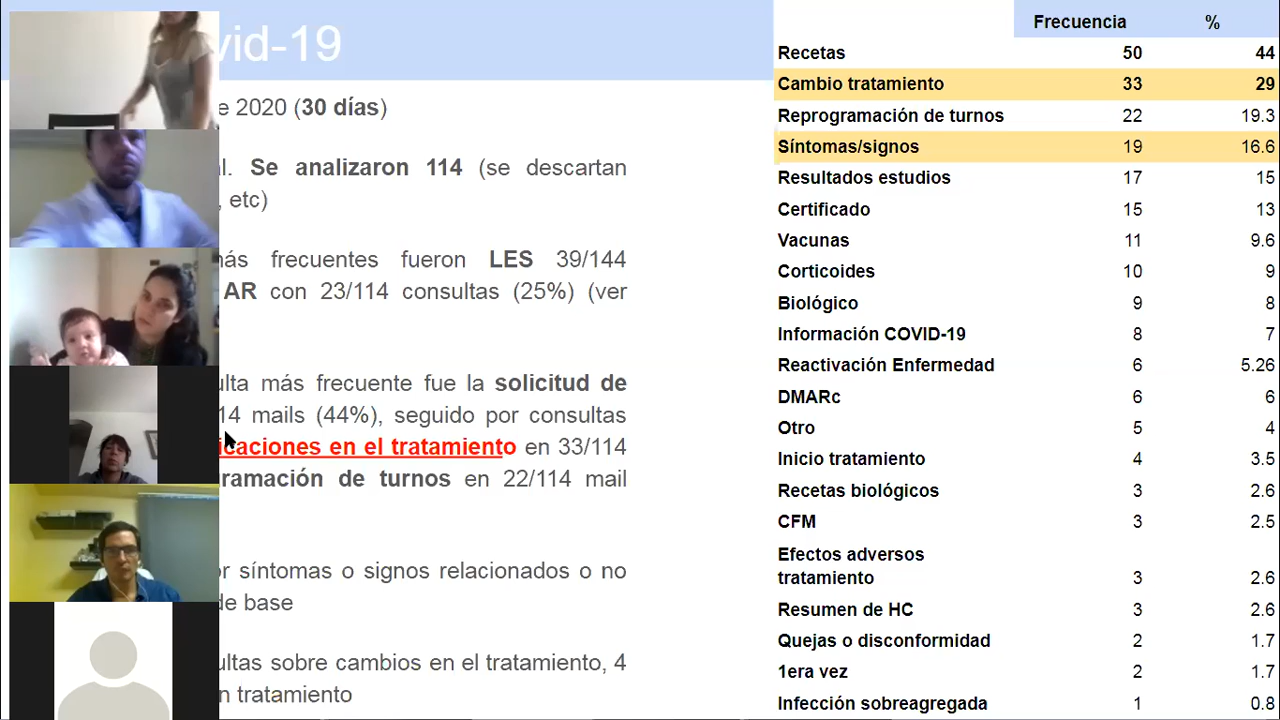 vid-19
e 2020 (30 días)
l. Se analizaron 114 (se descartan
, etc)
más frecuentes fueron LES 39/144
AR con 23/114 consultas (25%) (ver
ulta más frecuente fue la solicitud de
14 mails (44%), seguido por consultas
icaciones en el tratamiento en 33/114
ramación de turnos en 22/114 mail
or síntomas o signos relacionados o no
de base
ultas sobre cambios en el tratamiento, 4
n tratamiento
Frecuencia %
Recetas 50 44
Cambio tratamiento 33 29
Reprogramación de turnos 22 19.3
Síntomas/signos 19 16.6
Resultados estudios 17 15
Certificado 15 13
Vacunas 11 9.6
Corticoides 10 9
Biológico 9 8
Información COVID-19 8 7
Reactivación Enfermedad 6 5.26
DMARc 6 6
Otro 5 4
Inicio tratamiento 4 3.5
Recetas biológicos 3 2.6
CFM 3 2.5
Efectos adversos
tratamiento 3 2.6
Resumen de HC 3 2.6
Quejas o disconformidad 2 1.7
1era vez 2 1.7
Infección sobreagregada 1 0.8